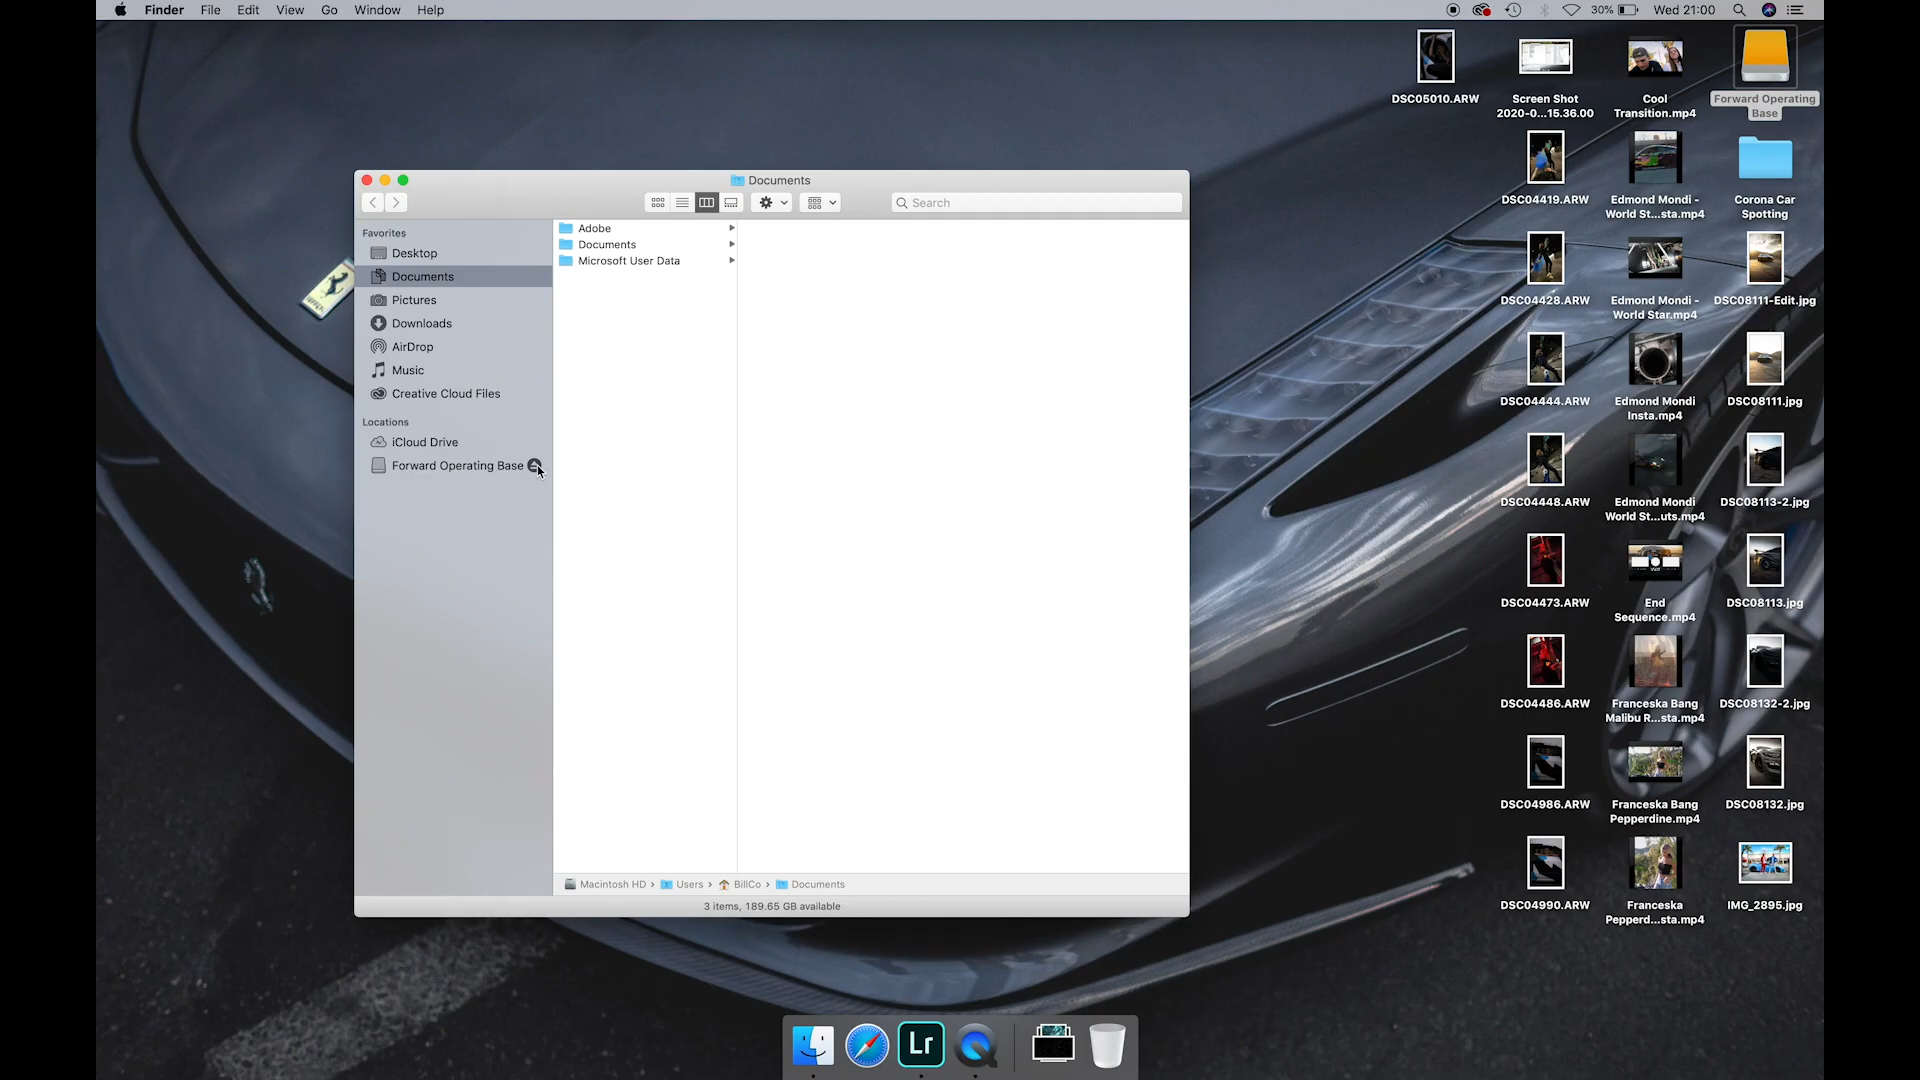 Finder File Edit View Go Window Help
30% Wed 21:00
DSC05010.ARW
Screen Shot
2020-0...15.36.00
Cool
Transition.mp4
Forward Operating
Base
DSC04419.ARW
Edmond Mondi -
World St...sta.mp4
Corona Car
Spotting
DSC04428.ARW
Edmond Mondi -
World Star.mp4
DSC08111-Edit.jpg
DSC04444.ARW
Edmond Mondi
Insta.mp4
DSC08111.jpg
DSC04448.ARW
Edmond Mondi
World St...uts.mp4
DSC08113-2.jpg
DSC04473.ARW
End
Sequence.mp4
DSC08113.jpg
DSC04486.ARW
Franceska Bang
Malibu R...sta.mp4
DSC08132-2.jpg
DSC04986.ARW
Franceska Bang
Pepperdine.mp4
DSC08132.jpg
DSC04990.ARW
Franceska
Pepperd...sta.mp4
IMG_2895.jpg
Documents
Search
Favorites
Desktop
Documents
Pictures
Downloads
AirDrop
Music
Creative Cloud Files
Locations
iCloud Drive
Forward Operating Base
Adobe
Documents
Microsoft User Data
Macintosh HD › Users › BillCo › Documents
3 items, 189.65 GB available
Lr